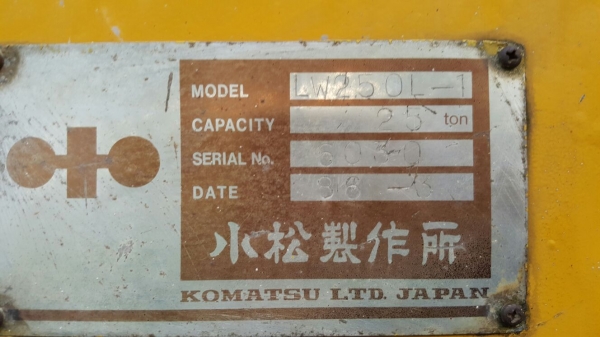 MODEL LW250L-1
CAPACITY 25 ton
SERIAL No.
DATE
小松製作所
KOMATSU LTD. JAPAN